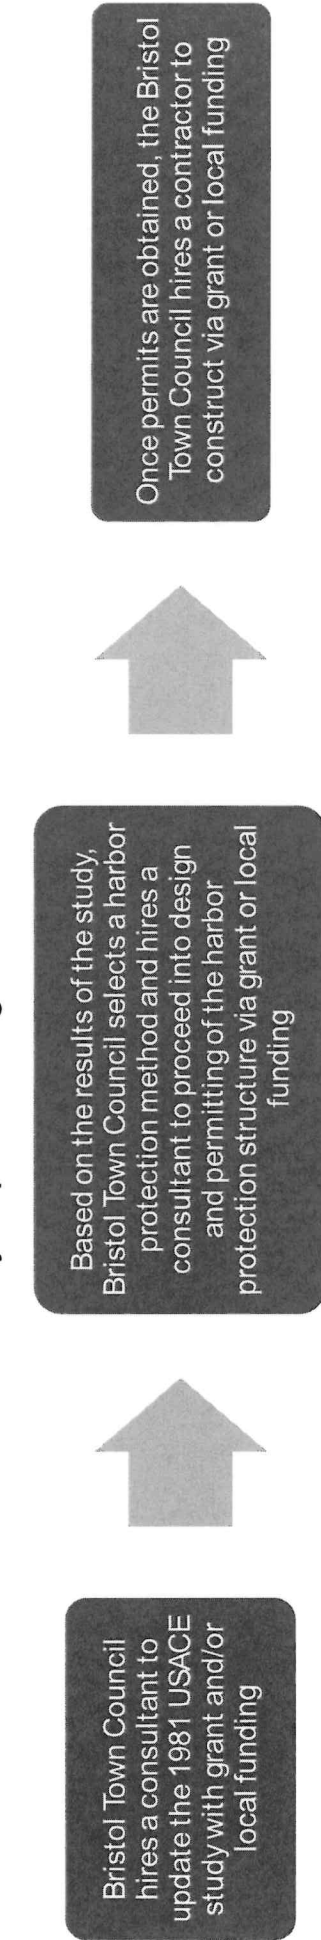 Bristol Town Council
hires a consultant to
update the 1981 USACE
study with grant and/or
local funding
Based on the results of the study,
Bristol Town Council selects a harbor
protection method and hires a
consultant to proceed into design
and permitting of the harbor
protection structure via grant or local
funding
Once permits are obtained, the Bristol
Town Council hires a contractor to
construct via grant or local funding